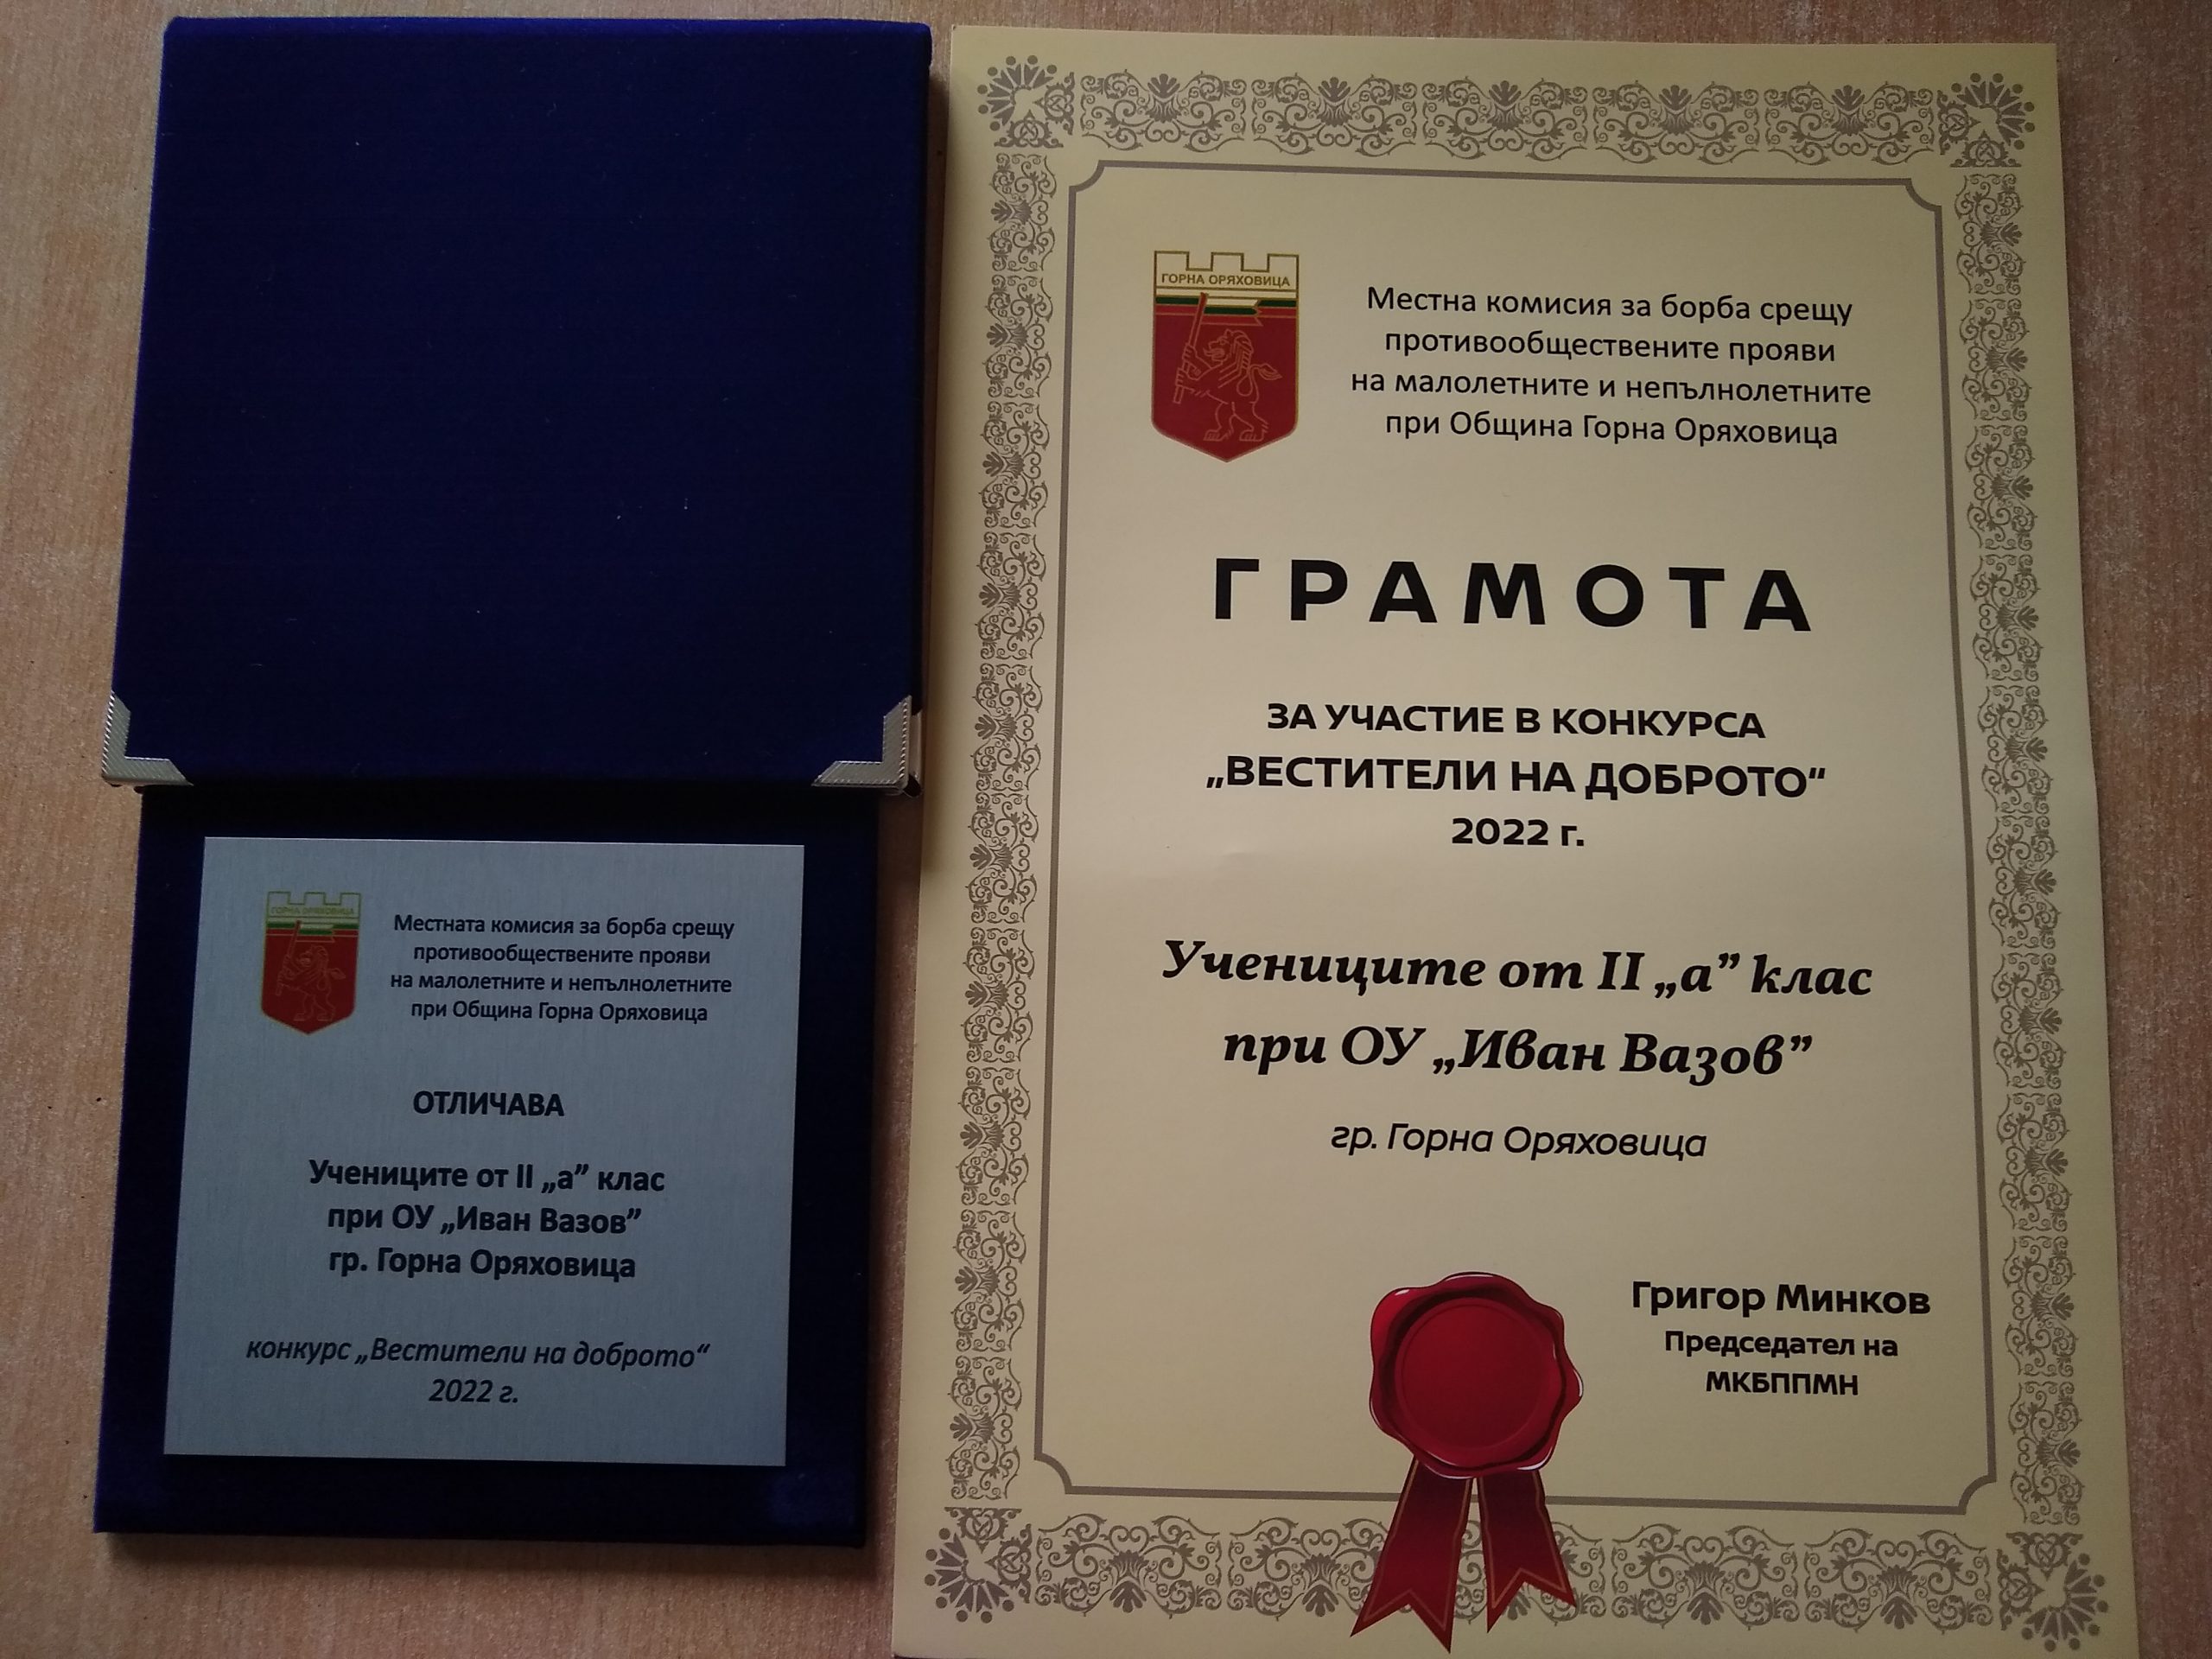 ГОРНА ОРЯХОВИЦА
Местната комисия за борба срещу
противообществените прояви
на малолетните и непълнолетните
при Община Горна Оряховица
ОТЛИЧАВА
Учениците от II „а” клас
при ОУ „Иван Вазов”
гр. Горна Оряховица
конкурс „Вестители на доброто“
2022 г.
ГОРНА ОРЯХОВИЦА
Местна комисия за борба срещу
противообществените прояви
на малолетните и непълнолетните
при Община Горна Оряховица
ГРАМОТА
ЗА УЧАСТИЕ В КОНКУРСА
„ВЕСТИТЕЛИ НА ДОБРОТО“
2022 г.
Учениците от II „а” клас
при ОУ „Иван Вазов”
гр. Горна Оряховица
Григор Минков
Председател на
МКБППМН